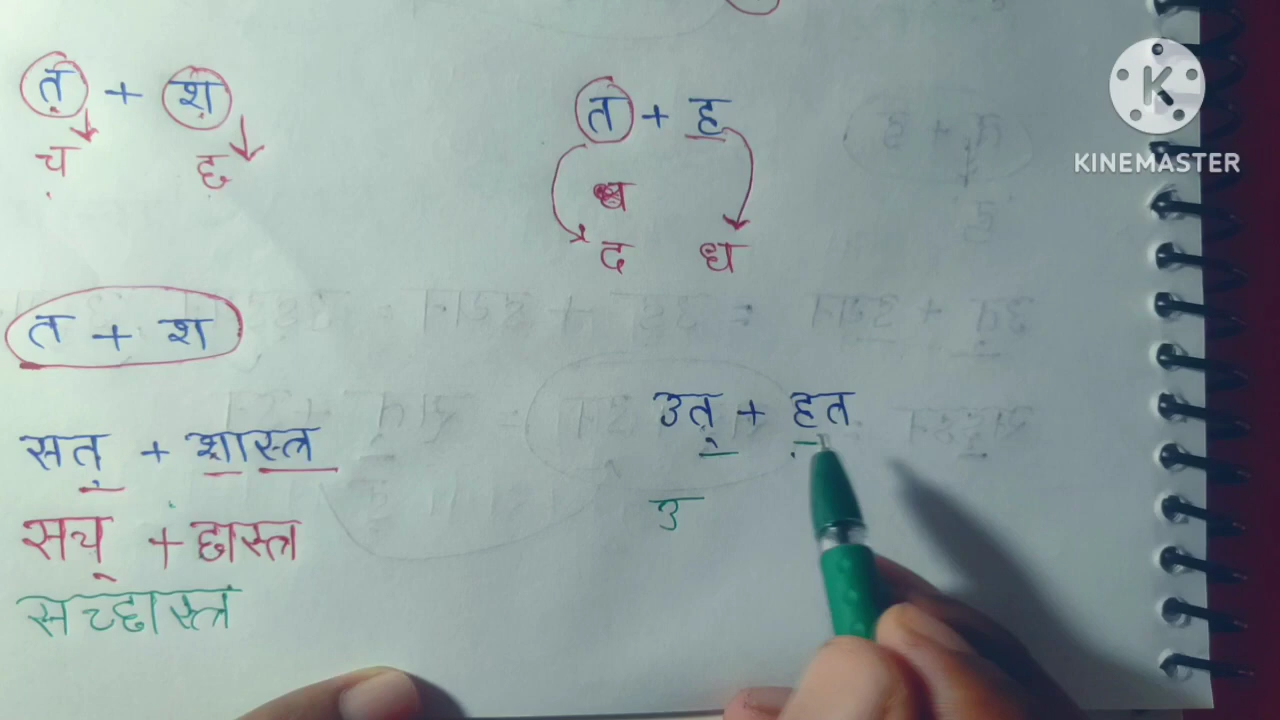 त् + श्
च् छ
त् + ह
द ध
त + श
सत् + शास्त्र
सच् + छास्त्र
सच्छास्त्र
उत् + हत
उ
KINEMASTER